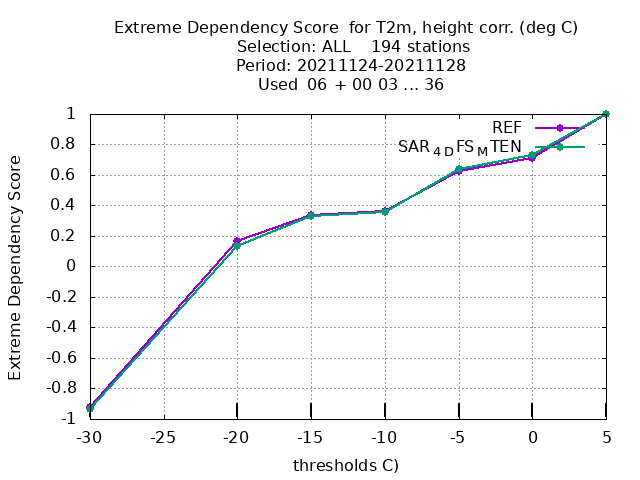 Extreme Dependency Score  for T2m, height corr. (deg C)
Selection: ALL    194 stations
Period: 20211124-20211128
Used  06 + 00 03 ... 36
REF
SAR4DFSMTEN
Extreme Dependency Score
1
0.8
0.6
0.4
0.2
0
-0.2
-0.4
-0.6
-0.8
-1
-30 -25 -20 -15 -10 -5 0 5
thresholds C)